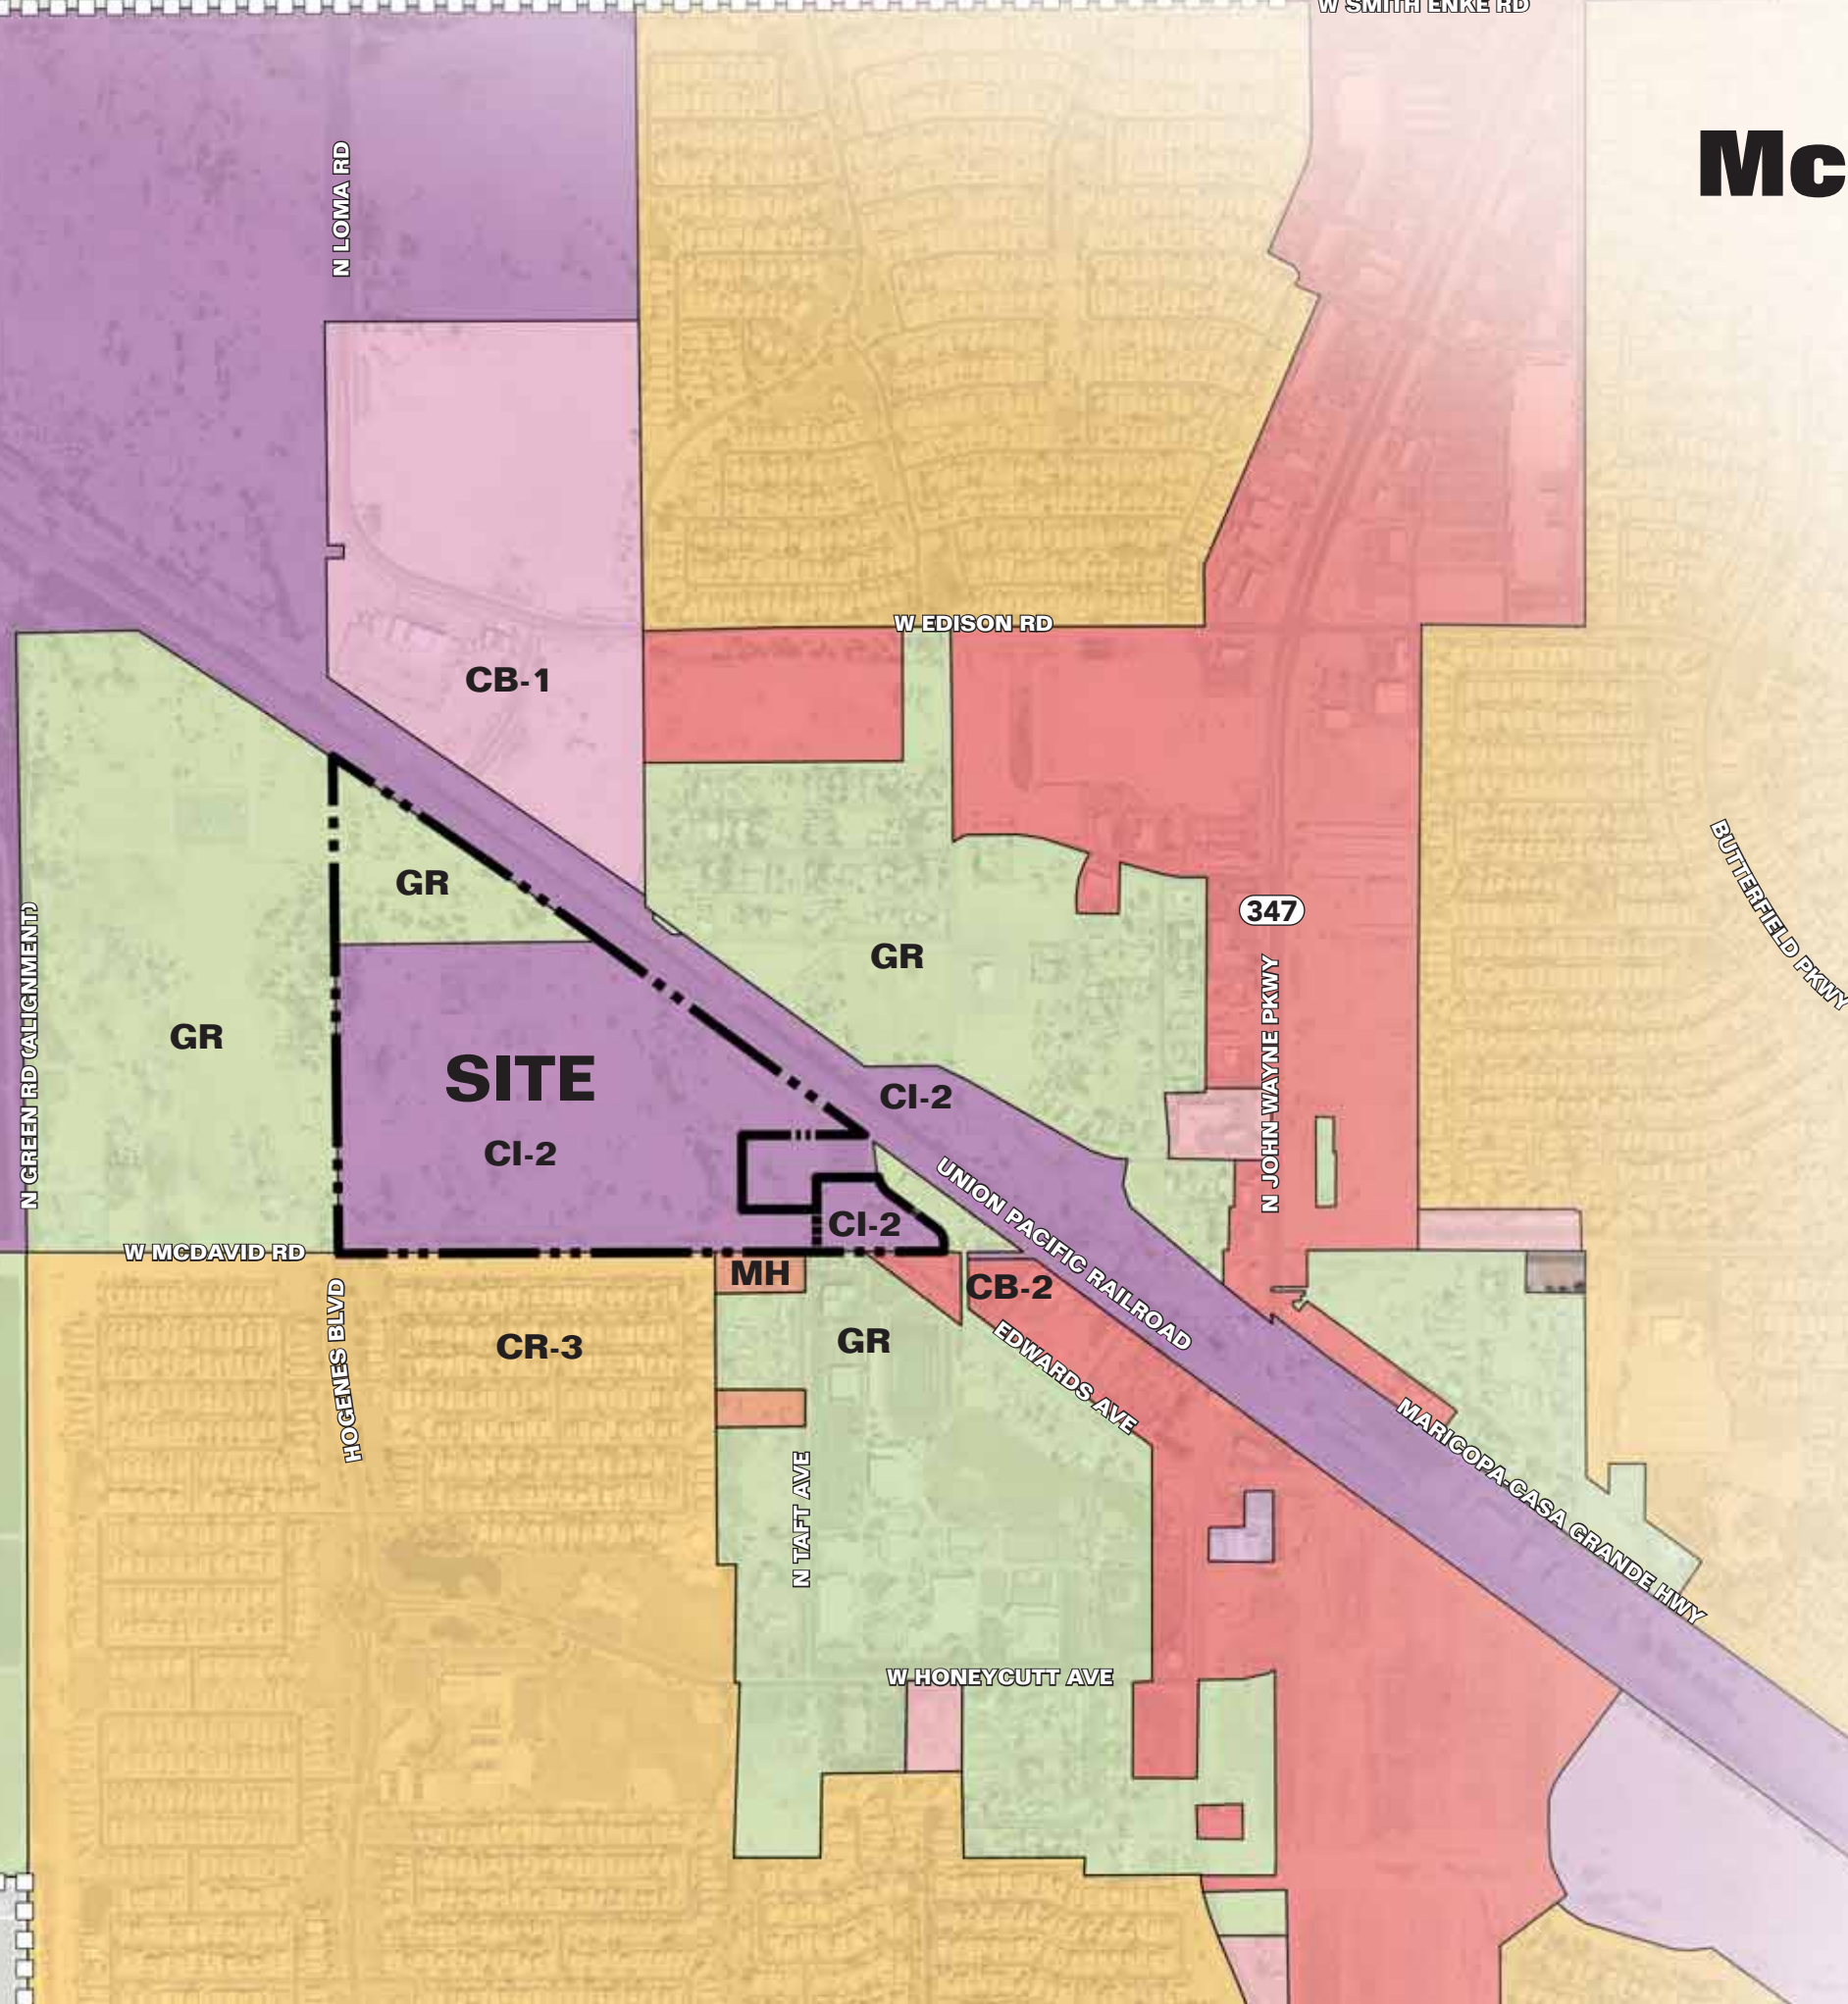 W SMITH ENKE RD
Mc
N LOMA RD
W EDISON RD
CB-1
GR
347
BUTTERFIELD PKWY
GR
N GREEN RD (ALIGNMENT)
GR
N JOHN WAYNE PKWY
SITE
CI-2
CI-2
UNION PACIFIC RAILROAD
CI-2
W MCDAVID RD
MH
CB-2
HOGENES BLVD
CR-3
GR
EDWARDS AVE
MARICOPA-CASA GRANDE HWY
N TAFT AVE
W HONEYCUTT AVE